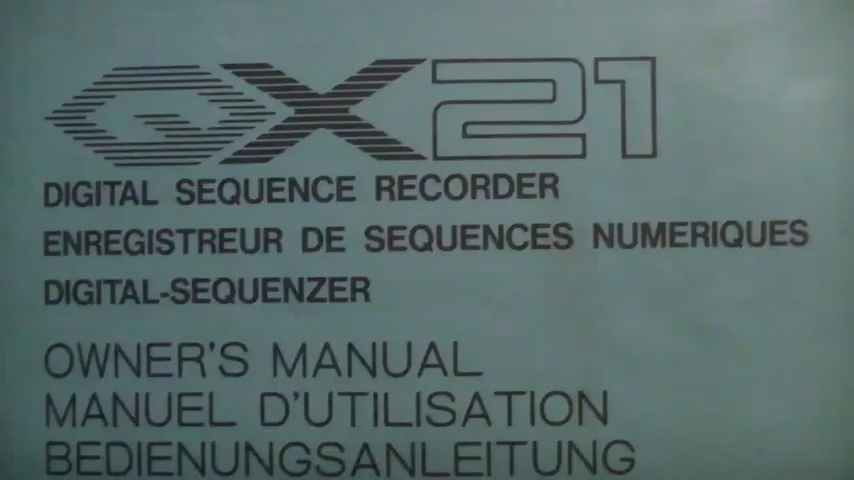 QX21
DIGITAL SEQUENCE RECORDER
ENREGISTREUR DE SEQUENCES NUMERIQUES
DIGITAL-SEQUENZER
OWNER'S MANUAL
MANUEL D'UTILISATION
BEDIENUNGSANLEITUNG